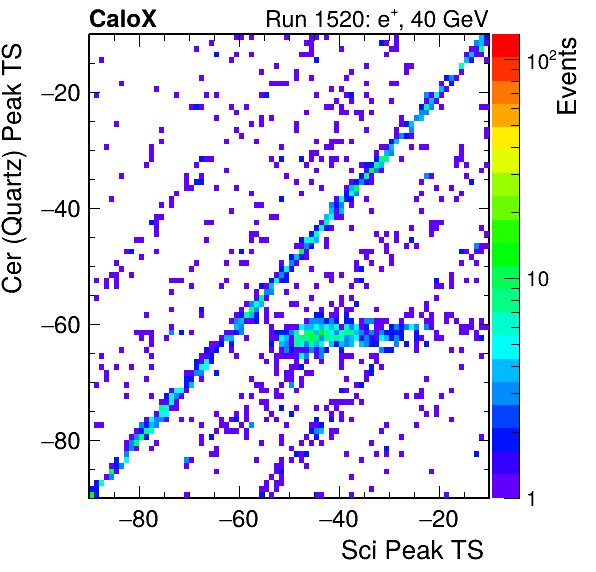 CaloX Run 1520: e⁺, 40 GeV
Cer (Quartz) Peak TS
−20
−40
−60
−80
−80 −60 −40 −20
Sci Peak TS
Events
10²
10
1